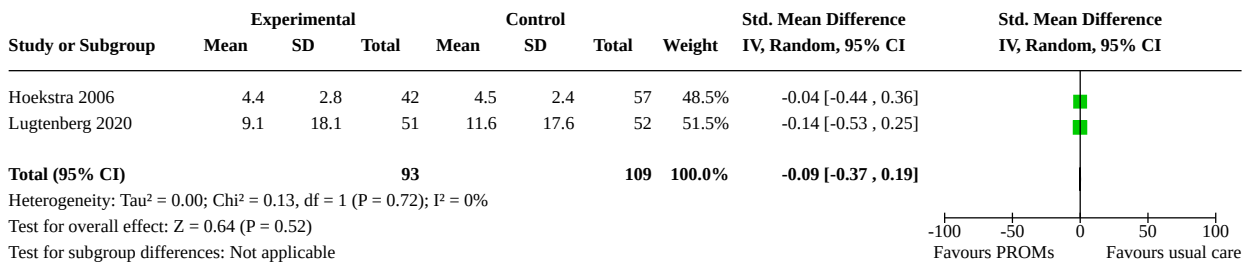 Experimental Control Std. Mean Difference Std. Mean Difference
Study or Subgroup Mean SD Total Mean SD Total Weight IV, Random, 95% CI IV, Random, 95% CI
Hoekstra 2006 4.4 2.8 42 4.5 2.4 57 48.5% -0.04 [-0.44 , 0.36]
Lugtenberg 2020 9.1 18.1 51 11.6 17.6 52 51.5% -0.14 [-0.53 , 0.25]
Total (95% CI) 93 109 100.0% -0.09 [-0.37 , 0.19]
Heterogeneity: Tau² = 0.00; Chi² = 0.13, df = 1 (P = 0.72); I² = 0%
Test for overall effect: Z = 0.64 (P = 0.52)
Test for subgroup differences: Not applicable
-100 -50 0 50 100
Favours PROMs Favours usual care